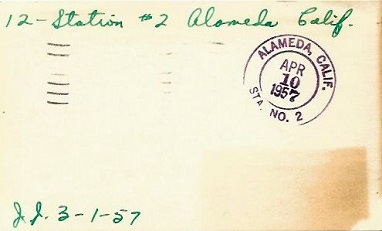 12-Station #2 Alameda Calif.
ALAMEDA, CALIF.
APR
10
1957
STA. NO. 2
J.J. 3-1-57